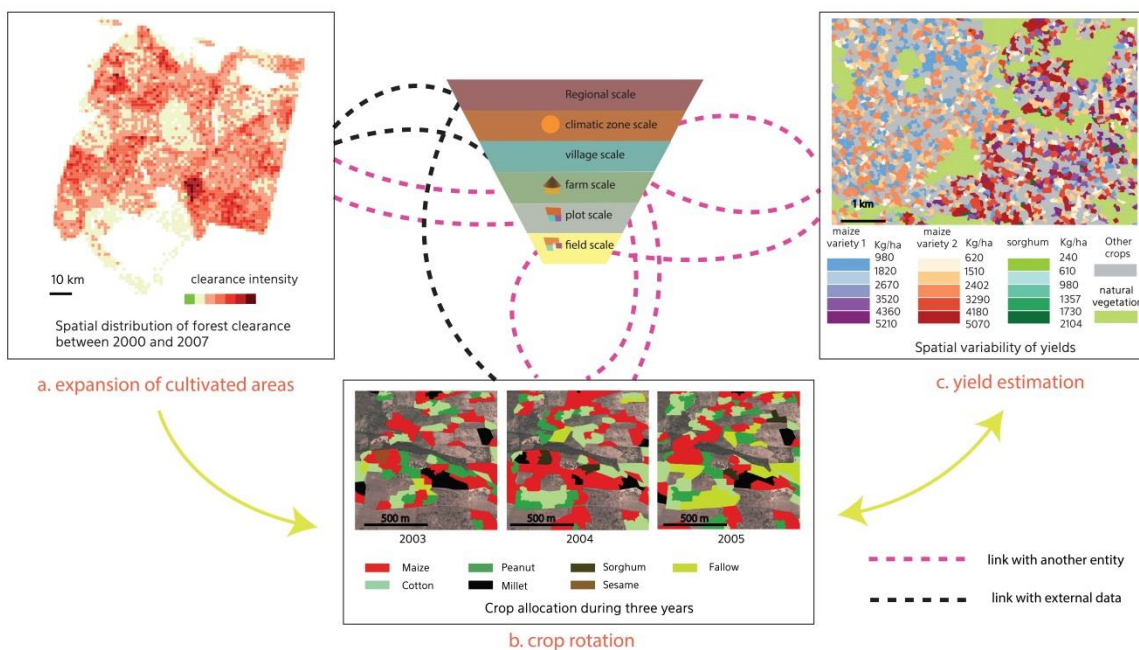 10 km
clearance intensity
Spatial distribution of forest clearance
between 2000 and 2007
a. expansion of cultivated areas
Regional scale
climatic zone scale
village scale
farm scale
plot scale
field scale
1 km
maize
variety 1
Kg/ha
980
1820
2670
3520
4360
5210
maize
variety 2
Kg/ha
620
1510
2402
3290
4180
5070
sorghum
Kg/ha
240
610
980
1357
1730
2104
Other
crops
natural
vegetation
Spatial variability of yields
c. yield estimation
500 m
500 m
500 m
2003
2004
2005
Maize
Peanut
Sorghum
Fallow
Cotton
Millet
Sesame
Crop allocation during three years
b. crop rotation
link with another entity
link with external data